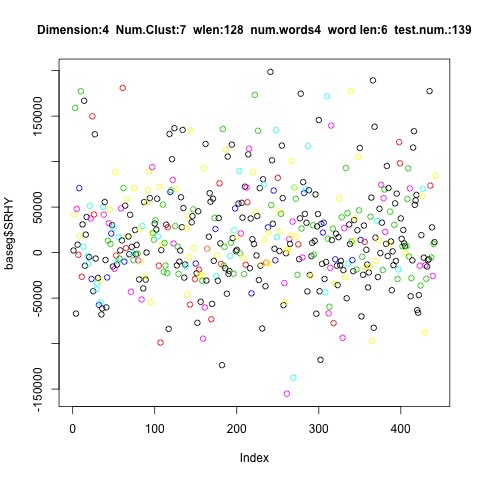 Dimension:4 Num.Clust:7 wlen:128 num.words4 word len:6 test.num.:139
150000
50000
0
-50000
-150000
baseg$SRHY
0 100 200 300 400
Index